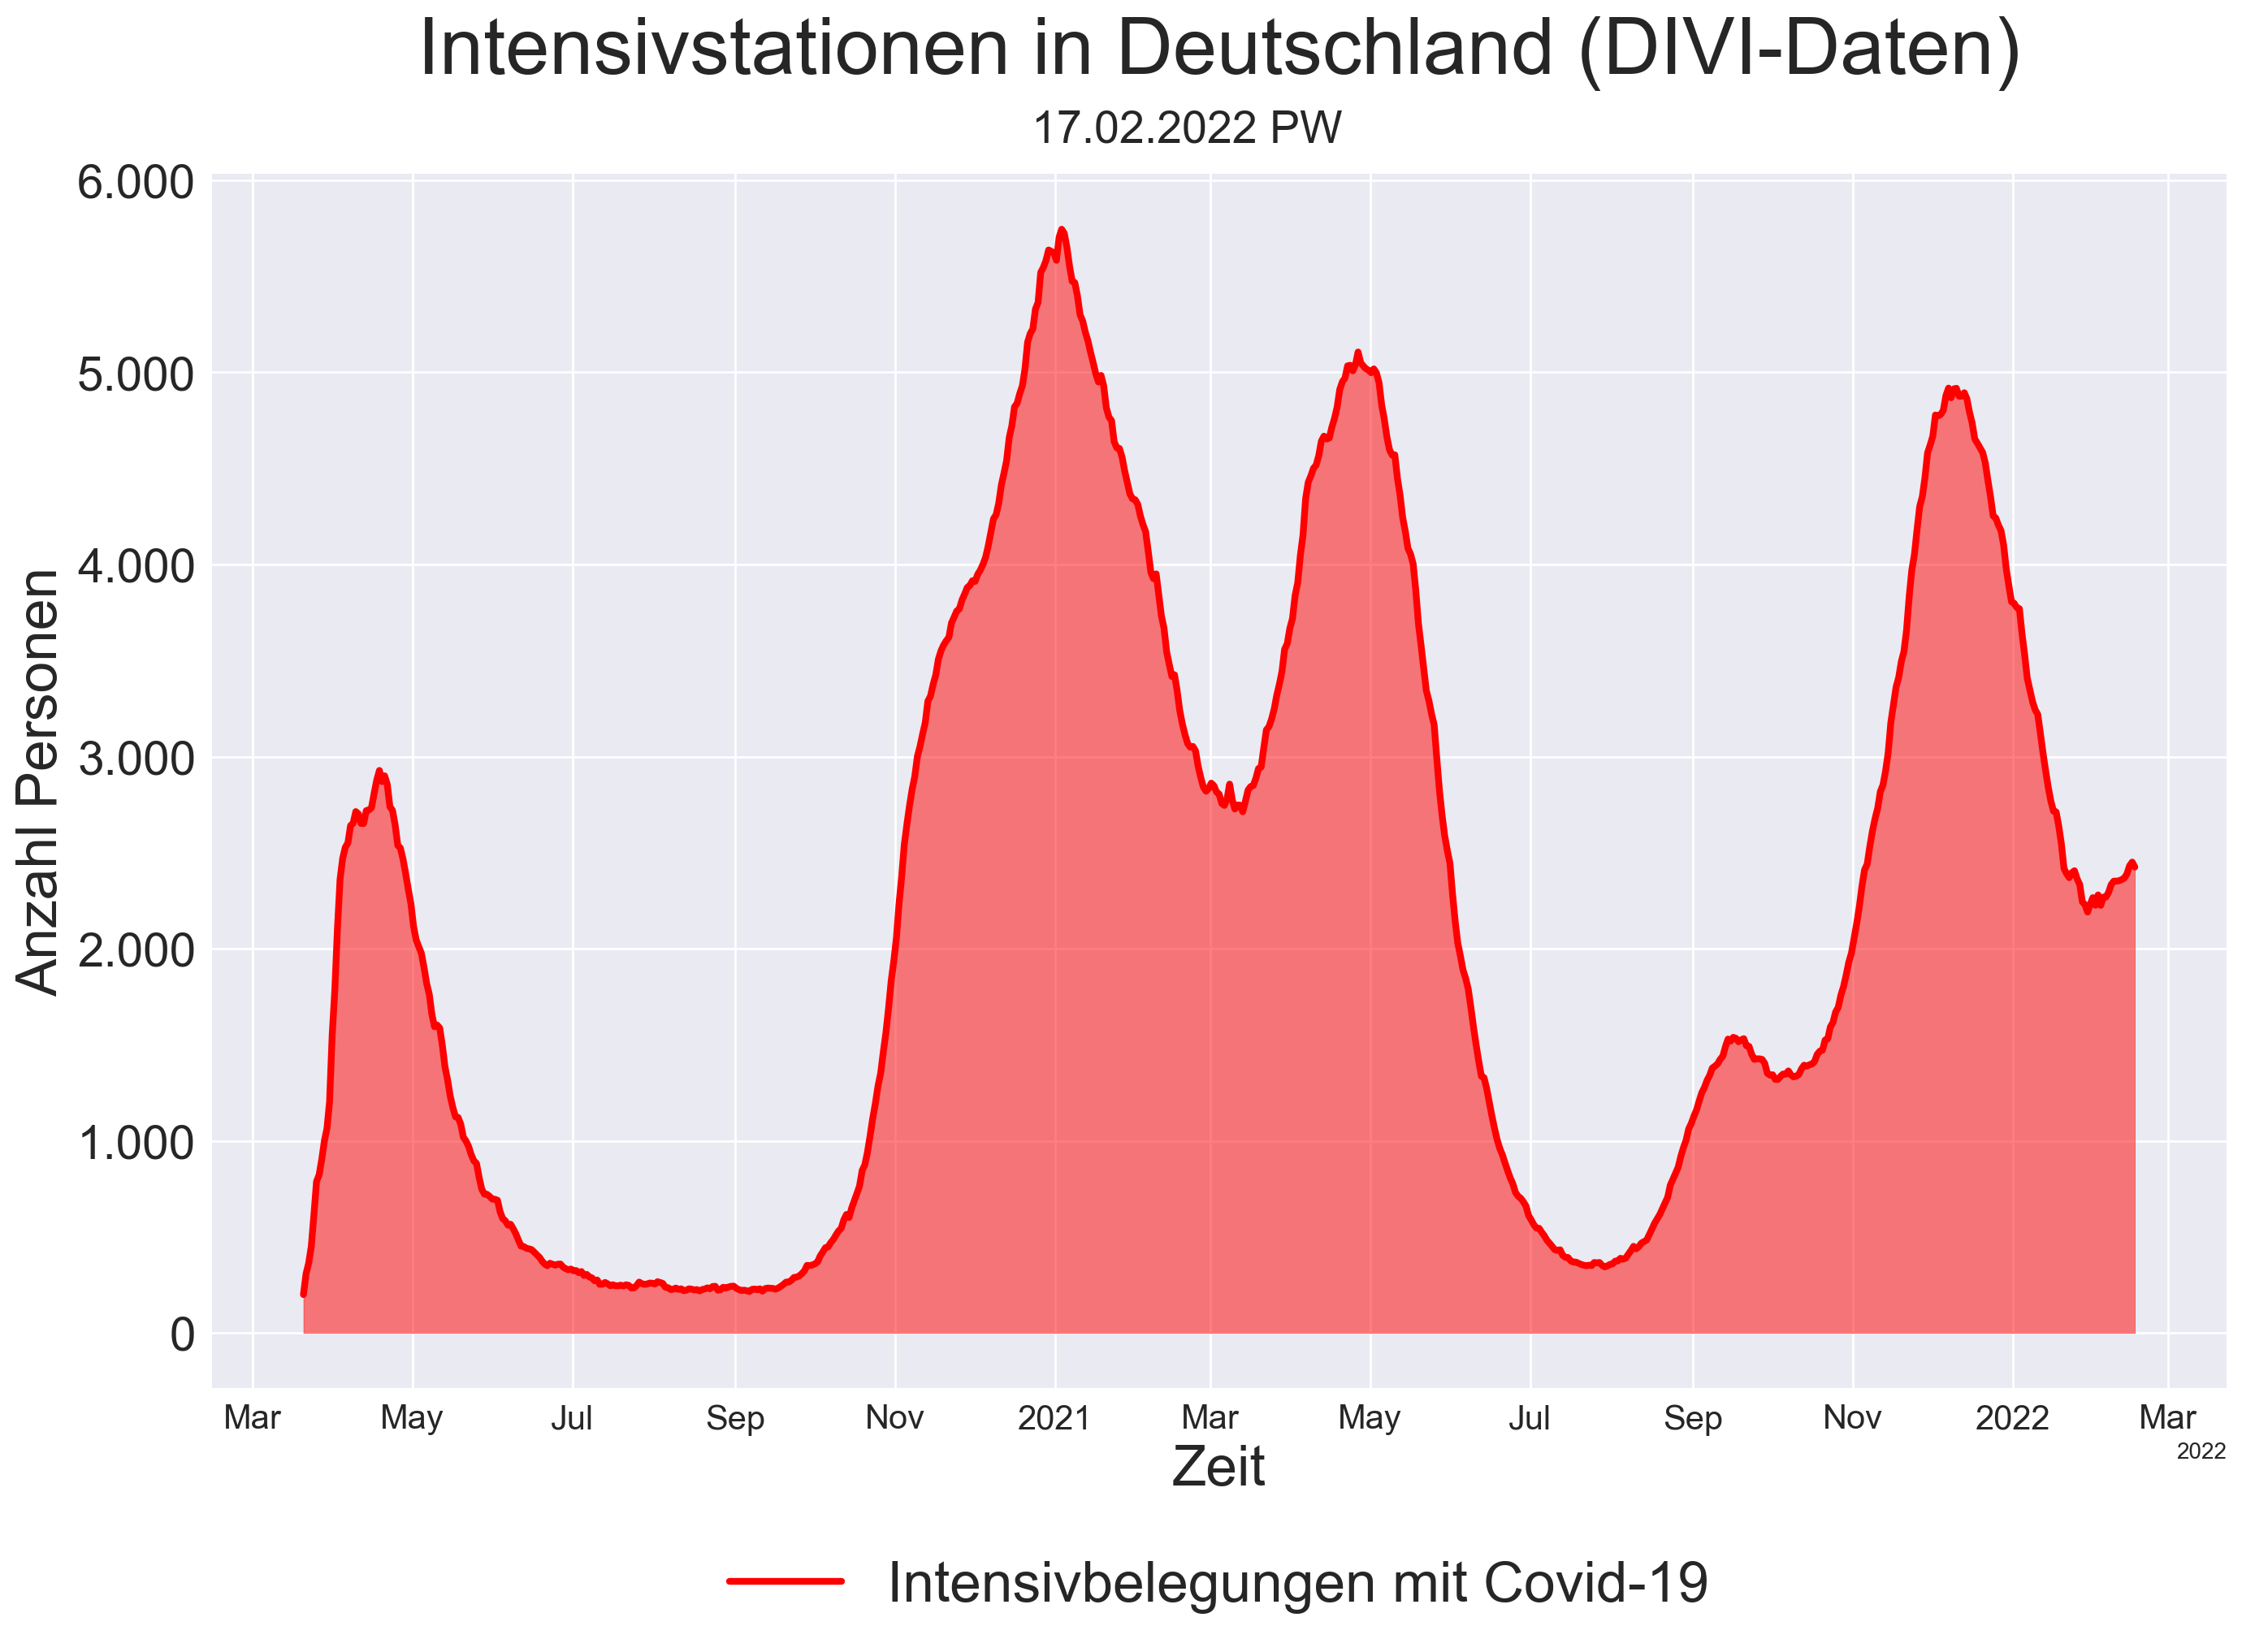 Intensivstationen in Deutschland (DIVI-Daten)
17.02.2022 PW
6.000
5.000
4.000
3.000
2.000
1.000
0
Anzahl Personen
Mar May Jul Sep Nov 2021 Mar May Jul Sep Nov 2022 Mar
2022
Zeit
Intensivbelegungen mit Covid-19